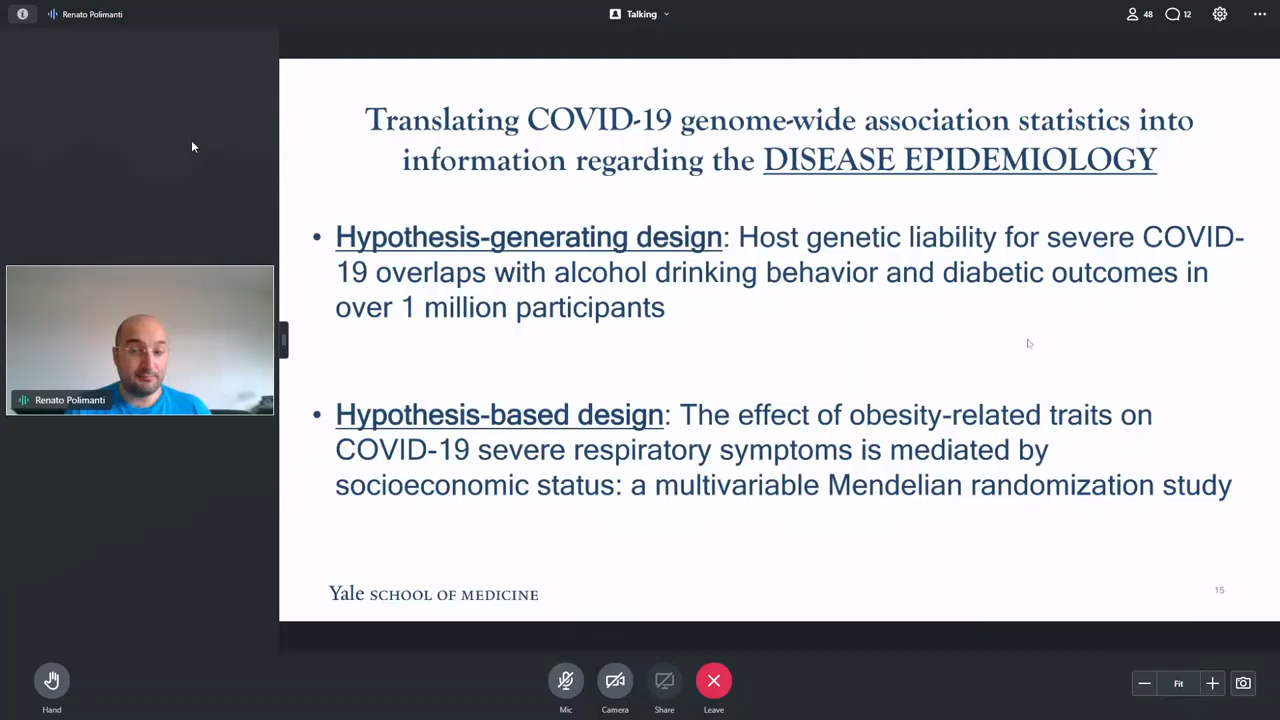 Renato Polimanti
Talking
48
12
Translating COVID-19 genome-wide association statistics into
information regarding the DISEASE EPIDEMIOLOGY
• Hypothesis-generating design: Host genetic liability for severe COVID-
19 overlaps with alcohol drinking behavior and diabetic outcomes in
over 1 million participants
Renato Polimanti
• Hypothesis-based design: The effect of obesity-related traits on
COVID-19 severe respiratory symptoms is mediated by
socioeconomic status: a multivariable Mendelian randomization study
Yale SCHOOL OF MEDICINE
15
Hand
Mic
Camera
Share
Leave
Fit